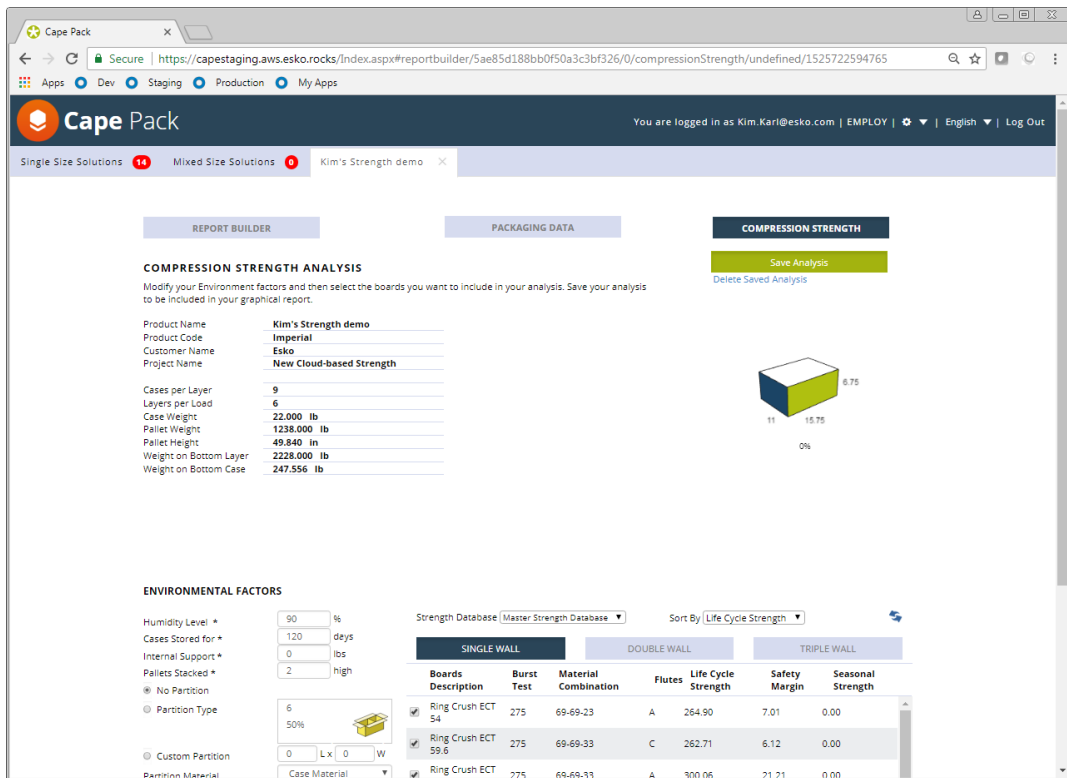 Cape Pack
Secure | https://capestaging.aws.esko.rocks/Index.aspx#reportbuilder/5ae85d188bb0f50a3c3bf326/0/compressionStrength/undefined/1525722594765
Apps Dev Staging Production My Apps
Cape Pack
You are logged in as Kim.Karl@esko.com | EMPLOY | | English | Log Out
Single Size Solutions 14 Mixed Size Solutions 0 Kim's Strength demo
REPORT BUILDER PACKAGING DATA COMPRESSION STRENGTH
Save Analysis
COMPRESSION STRENGTH ANALYSIS
Delete Saved Analysis
Modify your Environment factors and then select the boards you want to include in your analysis. Save your analysis
to be included in your graphical report.
Product Name Kim's Strength demo
Product Code Imperial
Customer Name Esko
Project Name New Cloud-based Strength
Cases per Layer 9
Layers per Load 6
Case Weight 22.000 lb
Pallet Weight 1238.000 lb
Pallet Height 49.840 in
Weight on Bottom Layer 2228.000 lb
Weight on Bottom Case 247.556 lb
6.75
11 15.75
0%
ENVIRONMENTAL FACTORS
Humidity Level * 90 %
Cases Stored for * 120 days
Internal Support * 0 lbs
Pallets Stacked * 2 high
No Partition
Partition Type 6
50%
Custom Partition 0 L x 0 W
Partition Material Case Material
Strength Database Master Strength Database Sort By Life Cycle Strength
SINGLE WALL DOUBLE WALL TRIPLE WALL
Boards Description Burst Test Material Combination Flutes Life Cycle Strength Safety Margin Seasonal Strength
Ring Crush ECT 54 275 69-69-23 A 264.90 7.01 0.00
Ring Crush ECT 59.6 275 69-69-33 C 262.71 6.12 0.00
Ring Crush ECT 275 69-69-33 A 300.06 21.21 0.00